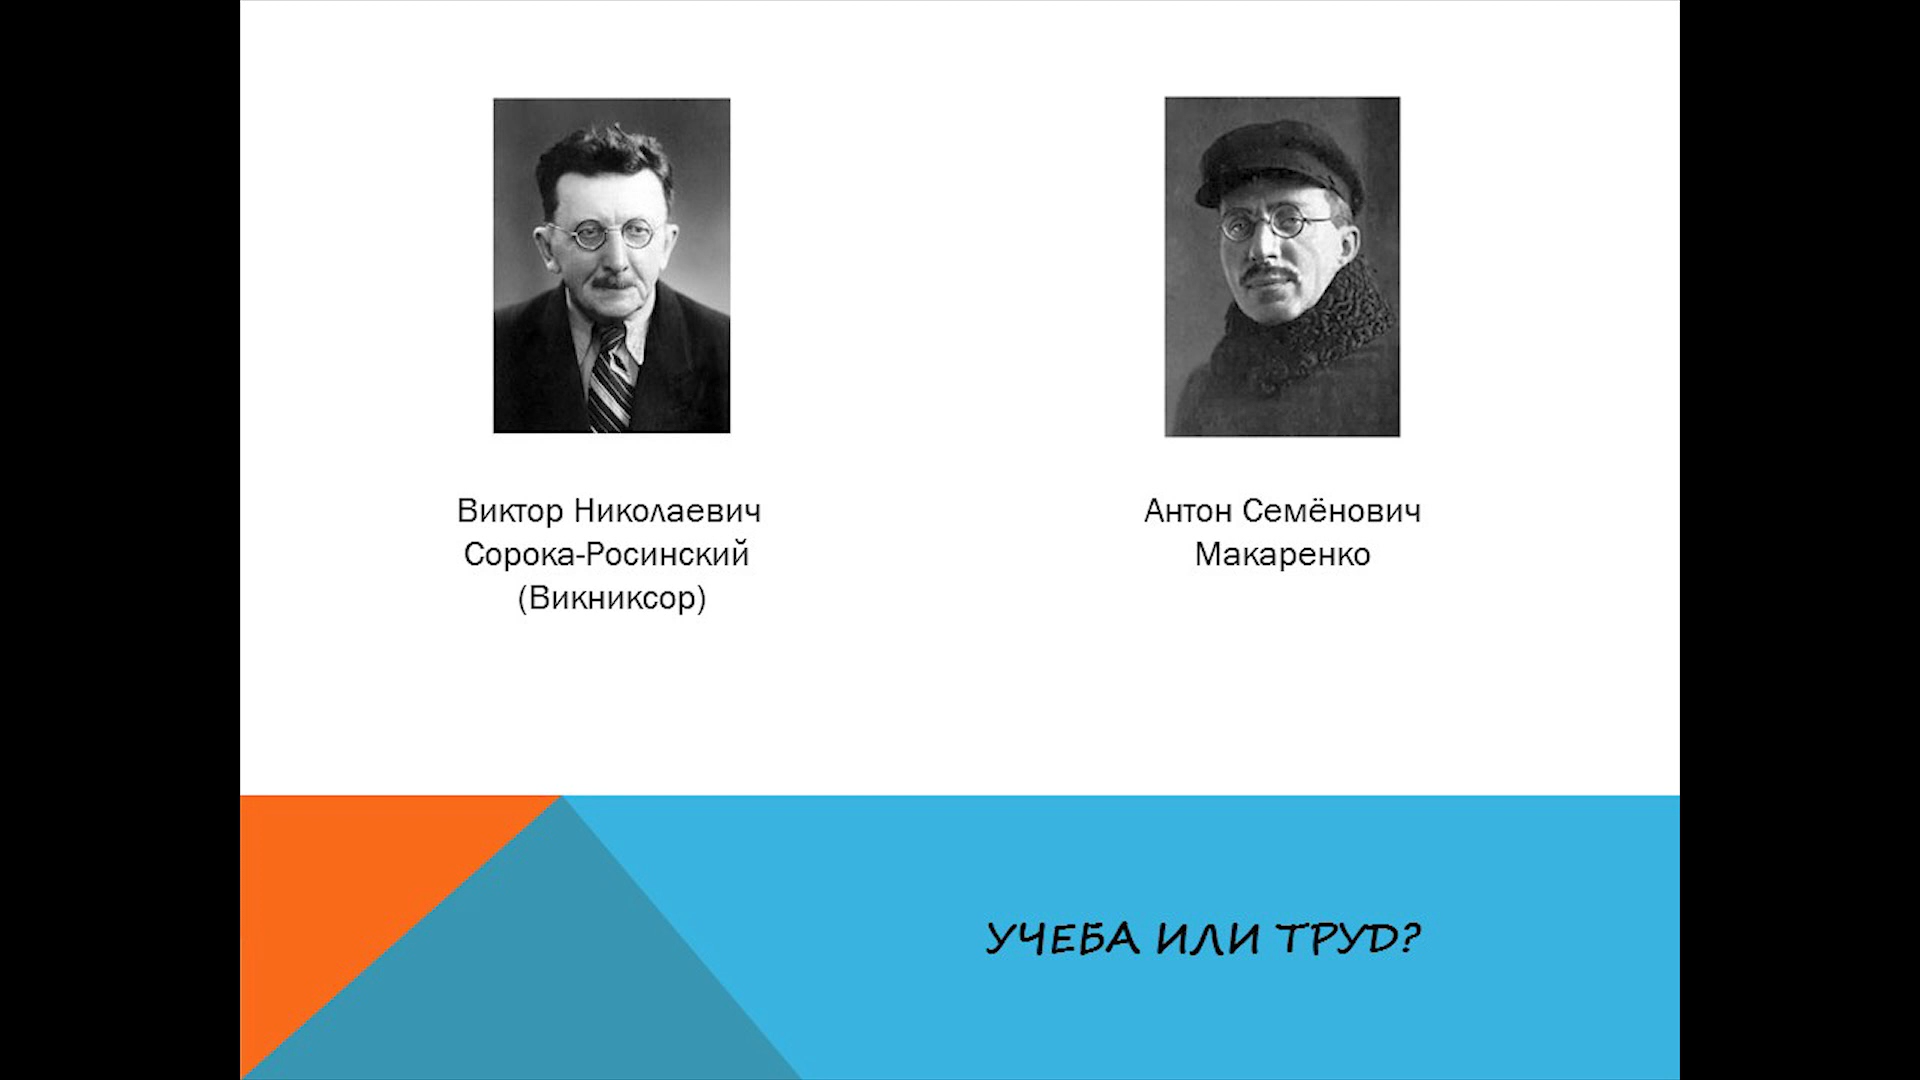 Виктор Николаевич
Сорока-Росинский
(Викниксор)
Антон Семёнович
Макаренко
УЧЕБА ИЛИ ТРУД?